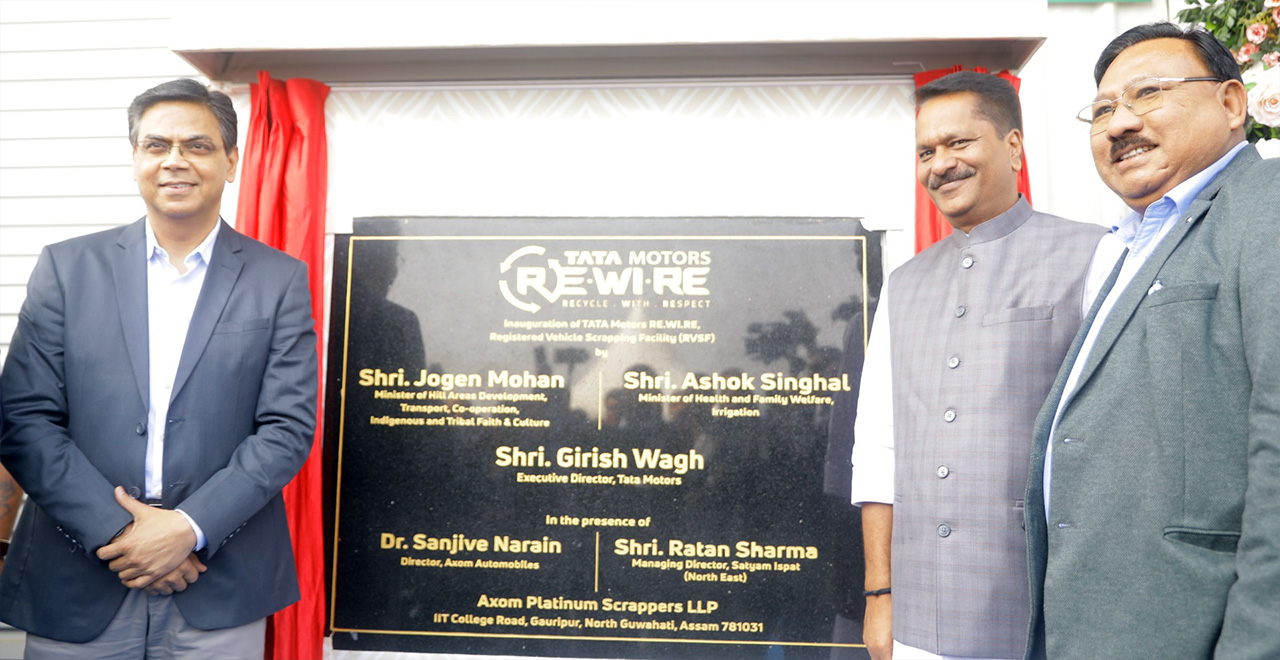 TATA MOTORS
RE.WI.RE
RECYCLE . WITH . RESPECT
Inauguration of TATA Motors RE.WI.RE,
Registered Vehicle Scrapping Facility (RVSF)
by
Shri. Jogen Mohan
Minister of Hill Areas Development,
Transport, Co-operation,
Indigenous and Tribal Faith & Culture
Shri. Ashok Singhal
Minister of Health and Family Welfare,
Irrigation
Shri. Girish Wagh
Executive Director, Tata Motors
In the presence of
Dr. Sanjive Narain
Director, Axom Automobiles
Shri. Ratan Sharma
Managing Director, Satyam Ispat
(North East)
Axom Platinum Scrappers LLP
IIT College Road, Gauripur, North Guwahati, Assam 781031